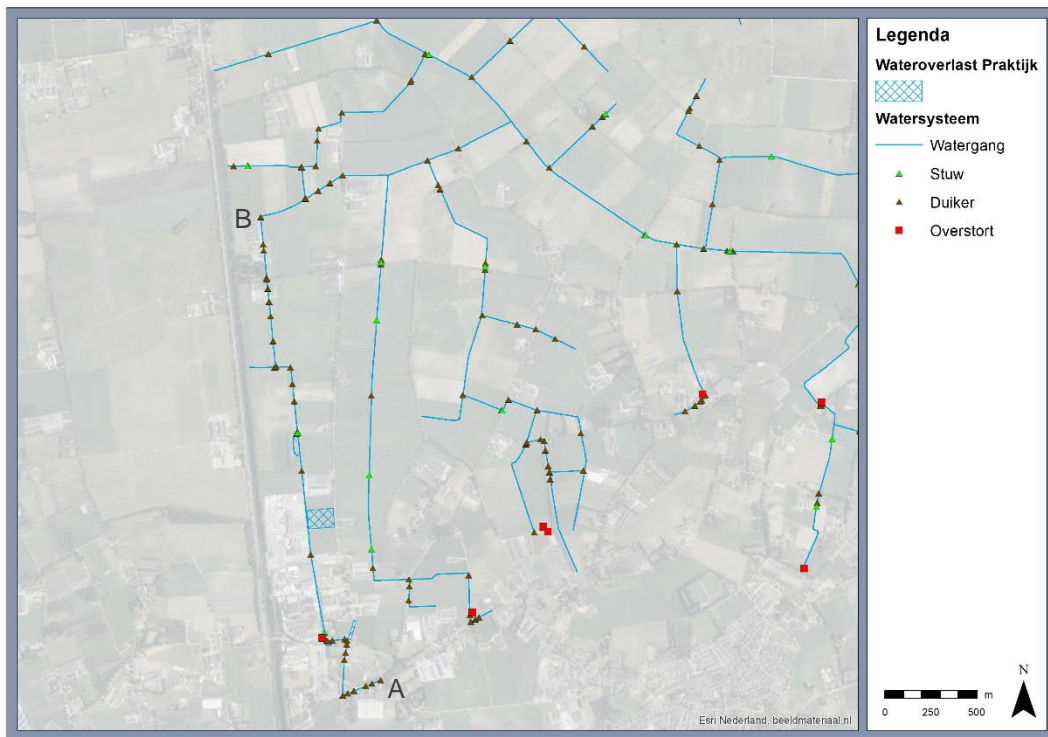 B
A
Esri Nederland, beeldmateriaal.nl
Legenda
Wateroverlast Praktijk
Watersysteem
Watergang
Stuw
Duiker
Overstort
N
m
0 250 500